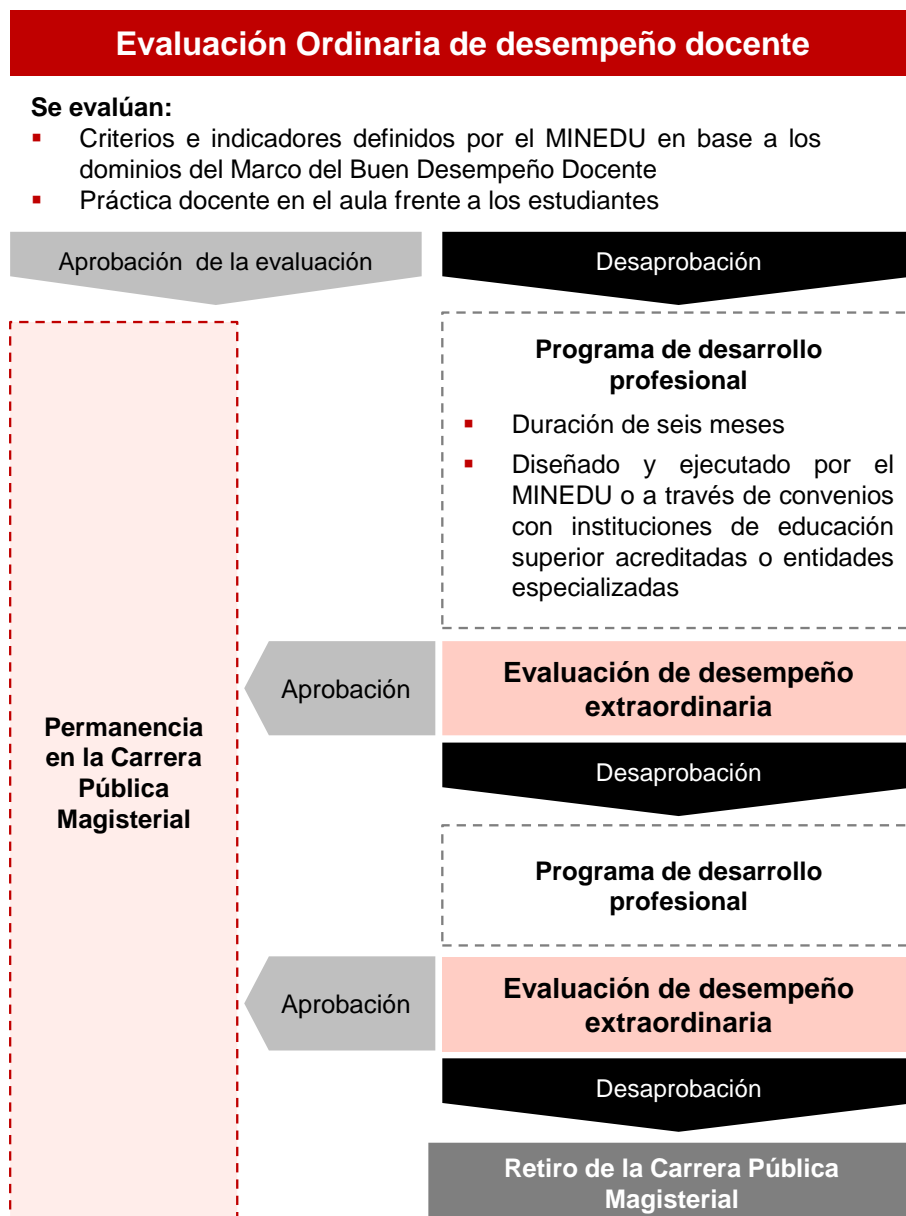 Evaluación Ordinaria de desempeño docente
Se evalúan:
▪ Criterios e indicadores definidos por el MINEDU en base a los
dominios del Marco del Buen Desempeño Docente
▪ Práctica docente en el aula frente a los estudiantes
Aprobación de la evaluación
Desaprobación
Programa de desarrollo
profesional
▪ Duración de seis meses
▪ Diseñado y ejecutado por el
MINEDU o a través de convenios
con instituciones de educación
superior acreditadas o entidades
especializadas
Aprobación
Evaluación de desempeño
extraordinaria
Permanencia
en la Carrera
Pública
Magisterial
Desaprobación
Programa de desarrollo
profesional
Aprobación
Evaluación de desempeño
extraordinaria
Desaprobación
Retiro de la Carrera Pública
Magisterial